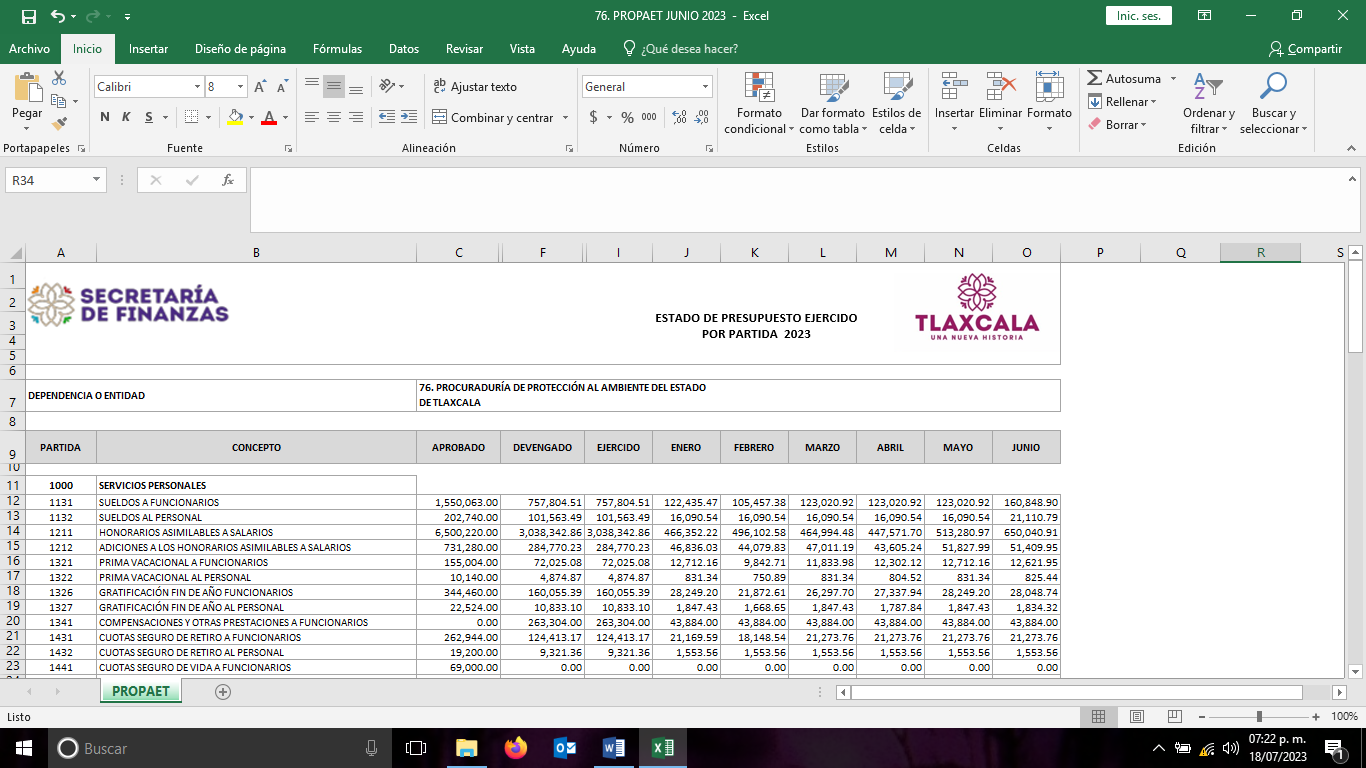 76. PROPAET JUNIO 2023 - Excel
Inic. ses.
Archivo Inicio Insertar Diseño de página Fórmulas Datos Revisar Vista Ayuda ¿Qué desea hacer? Compartir
Pegar
Calibri 8
N K S
Ajustar texto
Combinar y centrar
General
$ % 000
Formato condicional
Dar formato como tabla
Estilos de celda
Insertar Eliminar Formato
Autosuma
Rellenar
Borrar
Ordenar y filtrar
Buscar y seleccionar
Portapapeles Fuente Alineación Número Estilos Celdas Edición
R34
fx
A B C F I J K L M N O P Q R S
1
2 SECRETARÍA DE FINANZAS
TLAXCALA
UNA NUEVA HISTORIA
3 ESTADO DE PRESUPUESTO EJERCIDO
4 POR PARTIDA 2023
5
6
7 DEPENDENCIA O ENTIDAD 76. PROCURADURÍA DE PROTECCIÓN AL AMBIENTE DEL ESTADO
DE TLAXCALA
8
9 PARTIDA CONCEPTO APROBADO DEVENGADO EJERCIDO ENERO FEBRERO MARZO ABRIL MAYO JUNIO
10
11 1000 SERVICIOS PERSONALES
12 1131 SUELDOS A FUNCIONARIOS 1,550,063.00 757,804.51 757,804.51 122,435.47 105,457.38 123,020.92 123,020.92 123,020.92 160,848.90
13 1132 SUELDOS AL PERSONAL 202,740.00 101,563.49 101,563.49 16,090.54 16,090.54 16,090.54 16,090.54 16,090.54 21,110.79
14 1211 HONORARIOS ASIMILABLES A SALARIOS 6,500,220.00 3,038,342.86 3,038,342.86 466,352.22 496,102.58 464,994.48 447,571.70 513,280.97 650,040.91
15 1212 ADICIONES A LOS HONORARIOS ASIMILABLES A SALARIOS 731,280.00 284,770.23 284,770.23 46,836.03 44,079.83 47,011.19 43,605.24 51,827.99 51,409.95
16 1321 PRIMA VACACIONAL A FUNCIONARIOS 155,004.00 72,025.08 72,025.08 12,712.16 9,842.71 11,833.98 12,302.12 12,712.16 12,621.95
17 1322 PRIMA VACACIONAL AL PERSONAL 10,140.00 4,874.87 4,874.87 831.34 750.89 831.34 804.52 831.34 825.44
18 1326 GRATIFICACIÓN FIN DE AÑO FUNCIONARIOS 344,460.00 160,055.39 160,055.39 28,249.20 21,872.61 26,297.70 27,337.94 28,249.20 28,048.74
19 1327 GRATIFICACIÓN FIN DE AÑO AL PERSONAL 22,524.00 10,833.10 10,833.10 1,847.43 1,668.65 1,847.43 1,787.84 1,847.43 1,834.32
20 1341 COMPENSACIONES Y OTRAS PRESTACIONES A FUNCIONARIOS 0.00 263,304.00 263,304.00 43,884.00 43,884.00 43,884.00 43,884.00 43,884.00 43,884.00
21 1431 CUOTAS SEGURO DE RETIRO A FUNCIONARIOS 262,944.00 124,413.17 124,413.17 21,169.59 18,148.54 21,273.76 21,273.76 21,273.76 21,273.76
22 1432 CUOTAS SEGURO DE RETIRO AL PERSONAL 19,200.00 9,321.36 9,321.36 1,553.56 1,553.56 1,553.56 1,553.56 1,553.56 1,553.56
23 1441 CUOTAS SEGURO DE VIDA A FUNCIONARIOS 69,000.00 0.00 0.00 0.00 0.00 0.00 0.00 0.00 0.00
PROPAET
Listo 100%
Buscar
07:22 p. m.
18/07/2023
1